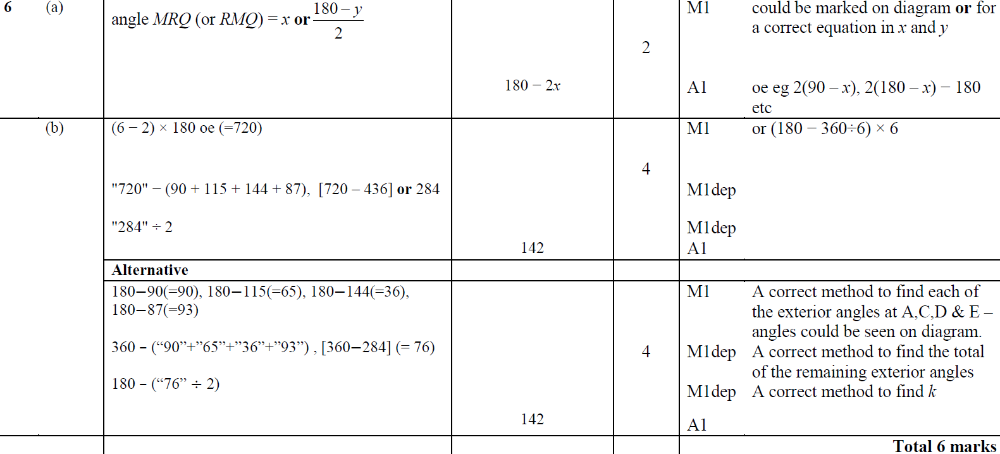 6 (a) angle MRQ (or RMQ) = x or (180 − y)/2 M1 could be marked on diagram or for
a correct equation in x and y
2
180 − 2x A1 oe eg 2(90 – x), 2(180 – x) − 180
etc
(b) (6 − 2) × 180 oe (=720) M1 or (180 − 360÷6) × 6
4
"720" − (90 + 115 + 144 + 87), [720 – 436] or 284 M1dep
"284" ÷ 2 M1dep
142 A1
Alternative
180−90(=90), 180−115(=65), 180−144(=36), M1 A correct method to find each of
180−87(=93) the exterior angles at A,C,D & E –
angles could be seen on diagram.
360 – (“90”+”65”+”36”+”93”) , [360−284] (= 76) 4 M1dep A correct method to find the total
of the remaining exterior angles
180 – (“76” ÷ 2) M1dep A correct method to find k
142 A1
Total 6 marks